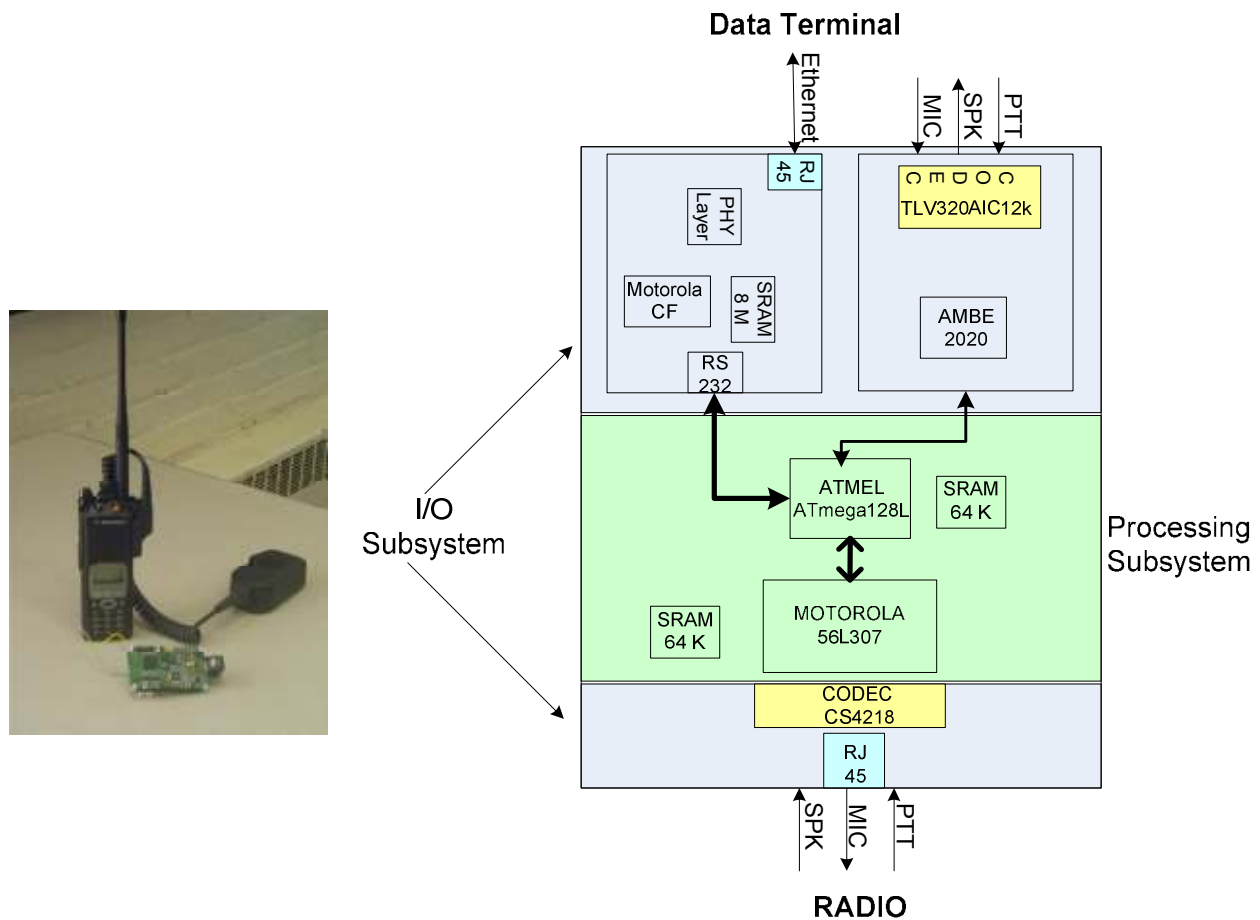 Data Terminal
Ethernet
MIC
SPK
PTT
RJ
45
CODEC
TLV320AIC12k
PHY
Layer
Motorola
CF
SRAM
8 M
AMBE
2020
RS
232
I/O
Subsystem
ATMEL
ATmega128L
SRAM
64 K
Processing
Subsystem
MOTOROLA
56L307
SRAM
64 K
CODEC
CS4218
RJ
45
SPK
MIC
PTT
RADIO